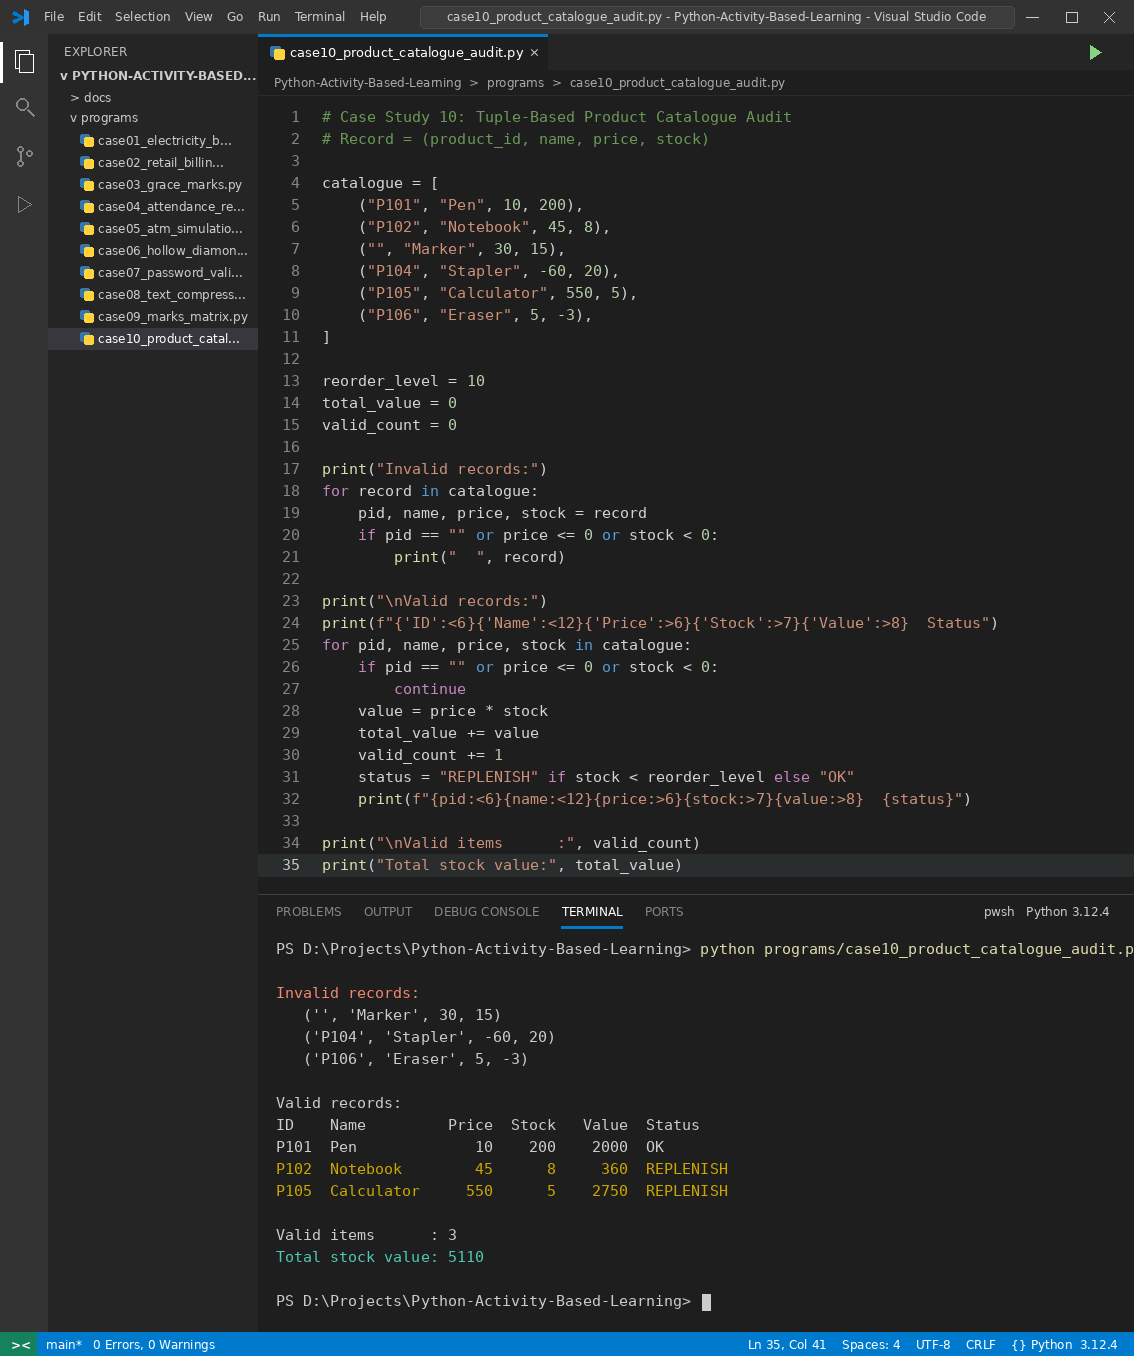 File Edit Selection View Go Run Terminal Help
case10_product_catalogue_audit.py - Python-Activity-Based-Learning - Visual Studio Code
EXPLORER
v PYTHON-ACTIVITY-BASED...
> docs
v programs
case01_electricity_b...
case02_retail_billin...
case03_grace_marks.py
case04_attendance_re...
case05_atm_simulatio...
case06_hollow_diamon...
case07_password_vali...
case08_text_compress...
case09_marks_matrix.py
case10_product_catal...
case10_product_catalogue_audit.py ×
Python-Activity-Based-Learning > programs > case10_product_catalogue_audit.py
1 # Case Study 10: Tuple-Based Product Catalogue Audit
2 # Record = (product_id, name, price, stock)
3
4 catalogue = [
5     ("P101", "Pen", 10, 200),
6     ("P102", "Notebook", 45, 8),
7     ("", "Marker", 30, 15),
8     ("P104", "Stapler", -60, 20),
9     ("P105", "Calculator", 550, 5),
10     ("P106", "Eraser", 5, -3),
11 ]
12
13 reorder_level = 10
14 total_value = 0
15 valid_count = 0
16
17 print("Invalid records:")
18 for record in catalogue:
19     pid, name, price, stock = record
20     if pid == "" or price <= 0 or stock < 0:
21         print("  ", record)
22
23 print("\nValid records:")
24 print(f"{'ID':<6}{'Name':<12}{'Price':>6}{'Stock':>7}{'Value':>8}  Status")
25 for pid, name, price, stock in catalogue:
26     if pid == "" or price <= 0 or stock < 0:
27         continue
28     value = price * stock
29     total_value += value
30     valid_count += 1
31     status = "REPLENISH" if stock < reorder_level else "OK"
32     print(f"{pid:<6}{name:<12}{price:>6}{stock:>7}{value:>8}  {status}")
33
34 print("\nValid items      :", valid_count)
35 print("Total stock value:", total_value)
PROBLEMS OUTPUT DEBUG CONSOLE TERMINAL PORTS
pwsh Python 3.12.4
PS D:\Projects\Python-Activity-Based-Learning> python programs/case10_product_catalogue_audit.p
Invalid records:
   ('', 'Marker', 30, 15)
   ('P104', 'Stapler', -60, 20)
   ('P106', 'Eraser', 5, -3)
Valid records:
ID    Name         Price  Stock   Value  Status
P101  Pen             10    200    2000  OK
P102  Notebook        45      8     360  REPLENISH
P105  Calculator     550      5    2750  REPLENISH
Valid items      : 3
Total stock value: 5110
PS D:\Projects\Python-Activity-Based-Learning>
>< main* 0 Errors, 0 Warnings
Ln 35, Col 41 Spaces: 4 UTF-8 CRLF {} Python 3.12.4